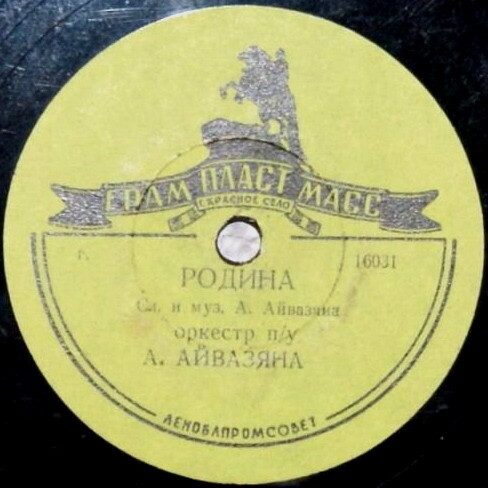 ГРАМ ПЛАСТ МАСС
С. КРАСНОЕ СЕЛО
16031
РОДИНА
Сл. и муз. А. Айвазяна
оркестр п/у
А. АЙВАЗЯНА
ЛЕНОБЛПРОМСОВЕТ